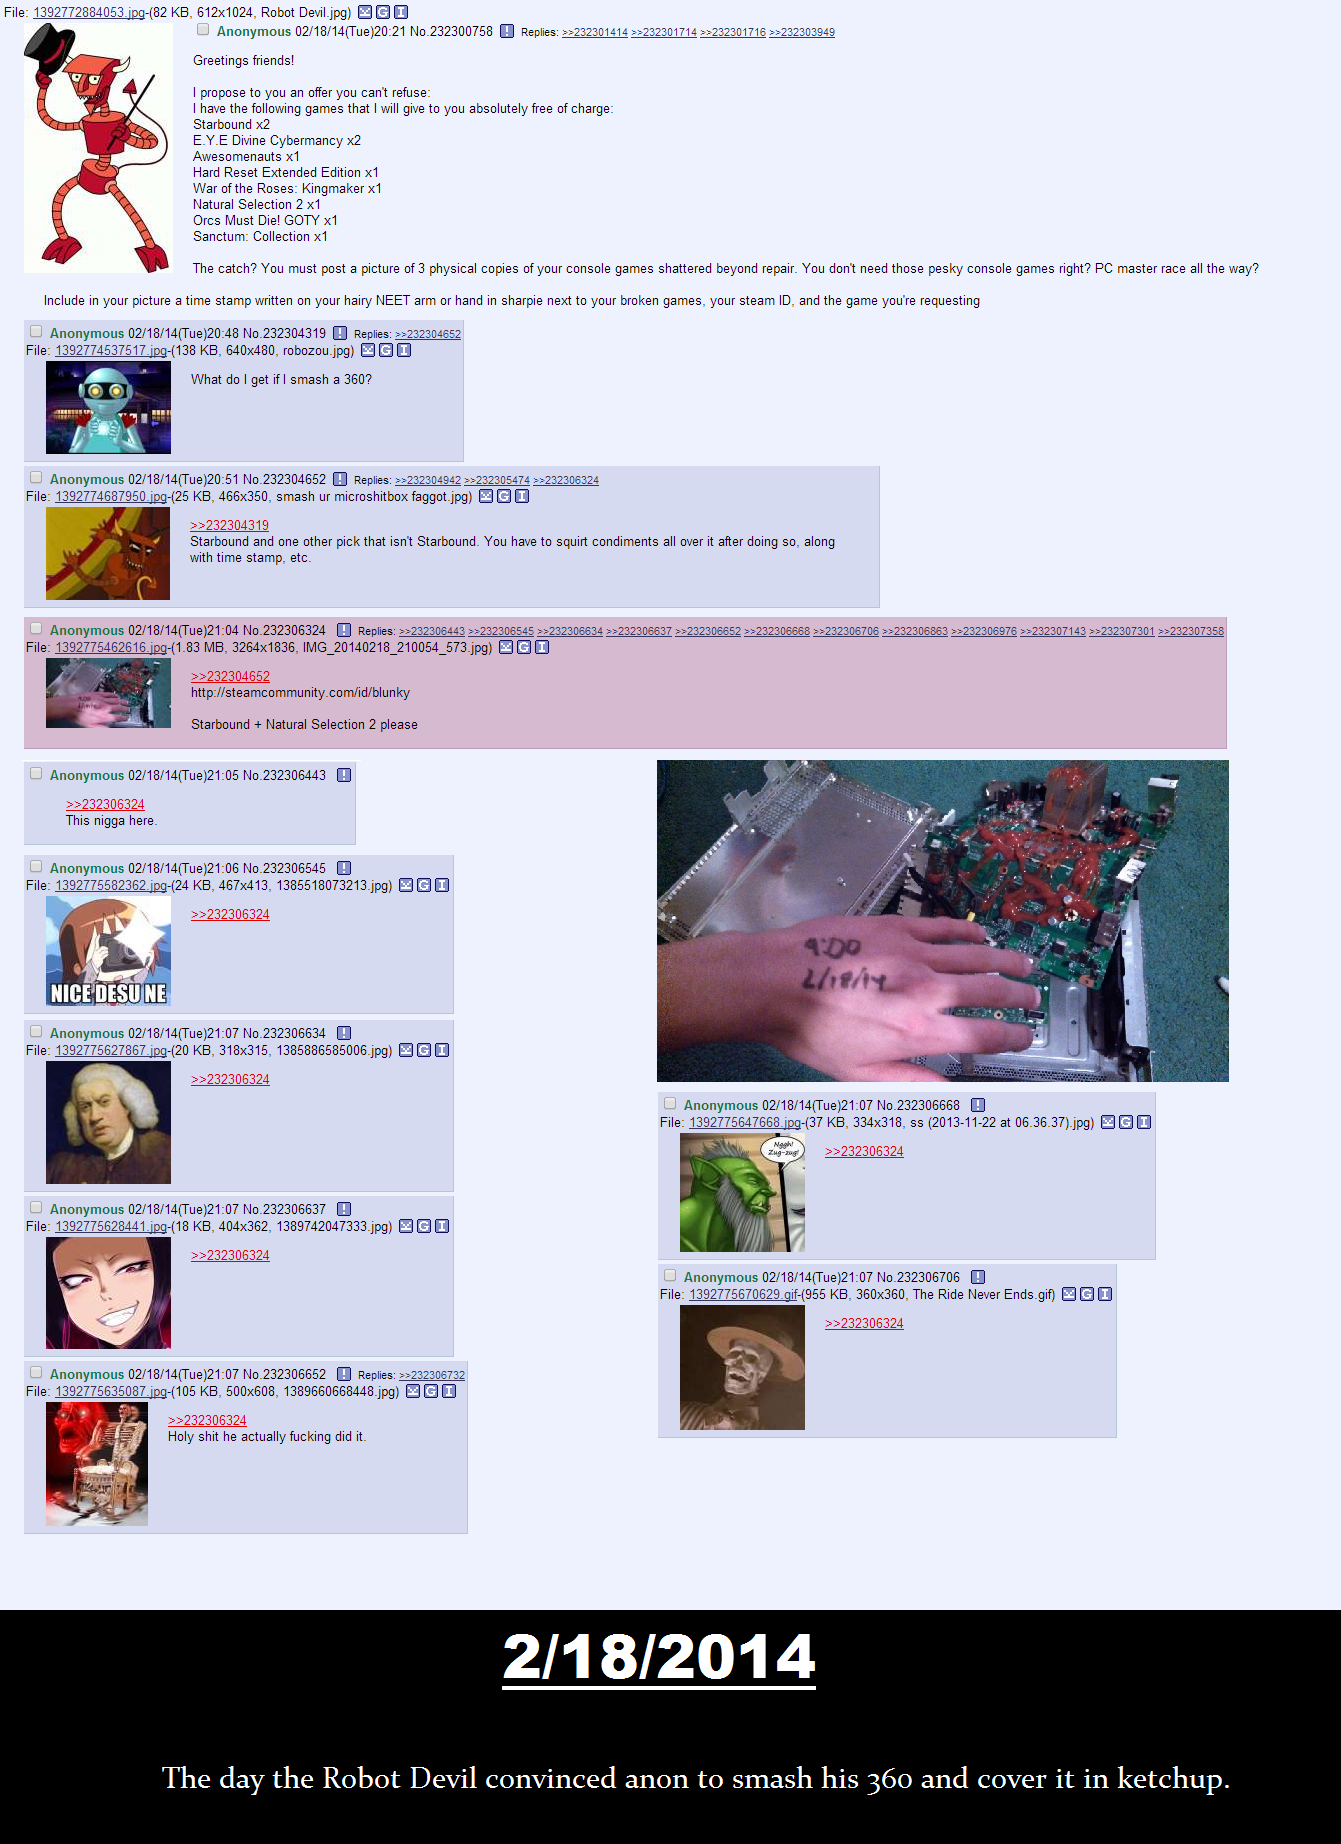 File: 1392772884053.jpg-(82 KB, 612x1024, Robot Devil.jpg) G I
Anonymous 02/18/14(Tue)20:21 No.232300758 ! Replies: >>232301414 >>232301714 >>232301716 >>232303949
Greetings friends!
I propose to you an offer you can't refuse:
I have the following games that I will give to you absolutely free of charge:
Starbound x2
E.Y.E Divine Cybermancy x2
Awesomenauts x1
Hard Reset Extended Edition x1
War of the Roses: Kingmaker x1
Natural Selection 2 x1
Orcs Must Die! GOTY x1
Sanctum: Collection x1
The catch? You must post a picture of 3 physical copies of your console games shattered beyond repair. You don't need those pesky console games right? PC master race all the way?
Include in your picture a time stamp written on your hairy NEET arm or hand in sharpie next to your broken games, your steam ID, and the game you're requesting
Anonymous 02/18/14(Tue)20:48 No.232304319 ! Replies: >>232304652
File: 1392774537517.jpg-(138 KB, 640x480, robozou.jpg) G I
What do I get if I smash a 360?
Anonymous 02/18/14(Tue)20:51 No.232304652 ! Replies: >>232304942 >>232305474 >>232306324
File: 1392774687950.jpg-(25 KB, 466x350, smash ur microshitbox faggot.jpg) G I
>>232304319
Starbound and one other pick that isn't Starbound. You have to squirt condiments all over it after doing so, along
with time stamp, etc.
Anonymous 02/18/14(Tue)21:04 No.232306324 ! Replies: >>232306443 >>232306545 >>232306634 >>232306637 >>232306652 >>232306668 >>232306706 >>232306863 >>232306976 >>232307143 >>232307301 >>232307358
File: 1392775462616.jpg-(1.83 MB, 3264x1836, IMG_20140218_210054_573.jpg) G I
>>232304652
http://steamcommunity.com/id/blunky
Starbound + Natural Selection 2 please
Anonymous 02/18/14(Tue)21:05 No.232306443 !
>>232306324
This nigga here.
Anonymous 02/18/14(Tue)21:06 No.232306545 !
File: 1392775582362.jpg-(24 KB, 467x413, 1385518073213.jpg) G I
>>232306324
NICE DESU NE
Anonymous 02/18/14(Tue)21:07 No.232306634 !
File: 1392775627867.jpg-(20 KB, 318x315, 1385886585006.jpg) G I
>>232306324
Anonymous 02/18/14(Tue)21:07 No.232306637 !
File: 1392775628441.jpg-(18 KB, 404x362, 1389742047333.jpg) G I
>>232306324
Anonymous 02/18/14(Tue)21:07 No.232306652 ! Replies: >>232306732
File: 1392775635087.jpg-(105 KB, 500x608, 1389660668448.jpg) G I
>>232306324
Holy shit he actually fucking did it.
9:00
2/18/14
Anonymous 02/18/14(Tue)21:07 No.232306668 !
File: 1392775647668.jpg-(37 KB, 334x318, ss (2013-11-22 at 06.36.37).jpg) G I
>>232306324
Nggh!
Zug-zug!
Anonymous 02/18/14(Tue)21:07 No.232306706 !
File: 1392775670629.gif-(955 KB, 360x360, The Ride Never Ends.gif) G I
>>232306324
2/18/2014
The day the Robot Devil convinced anon to smash his 360 and cover it in ketchup.